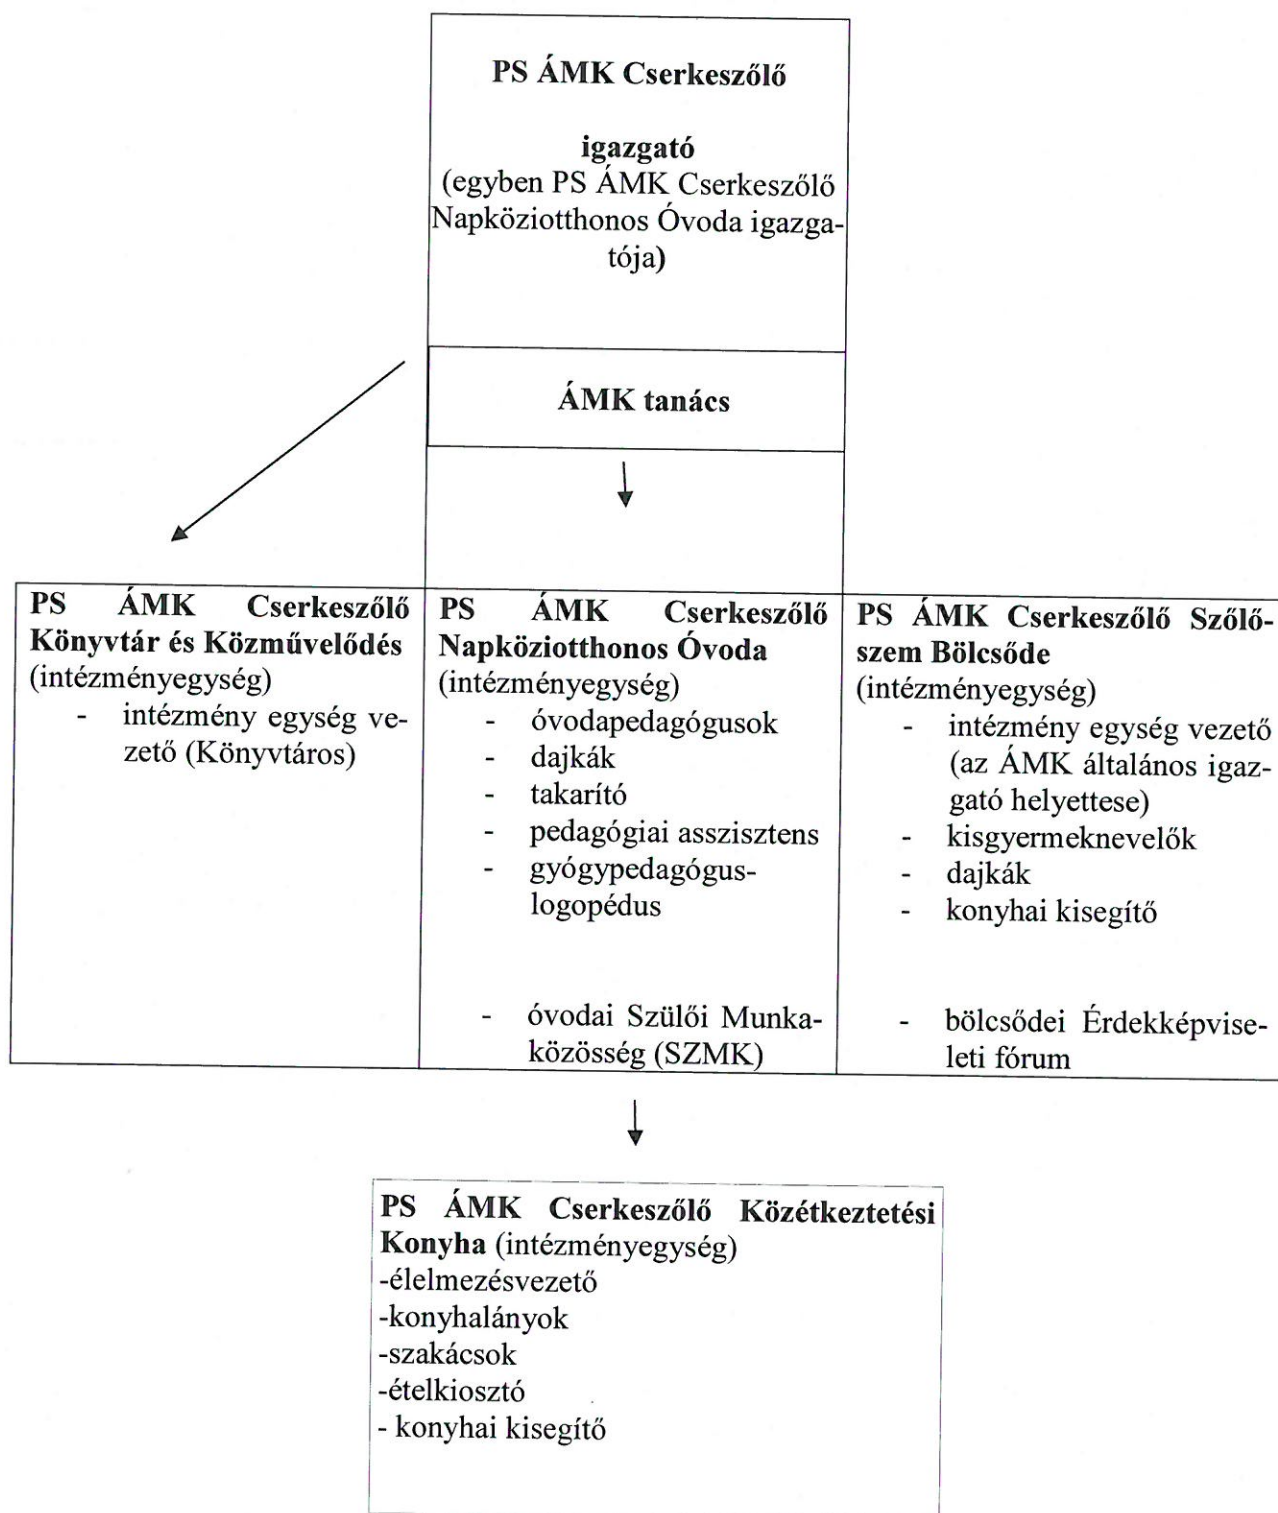 PS ÁMK Cserkeszőlő
igazgató
(egyben PS ÁMK Cserkeszőlő
Napköziotthonos Óvoda igazga-
tója)
ÁMK tanács
PS ÁMK Cserkeszőlő
Könyvtár és Közművelődés
(intézményegység)
- intézmény egység ve-
zető (Könyvtáros)
PS ÁMK Cserkeszőlő
Napköziotthonos Óvoda
(intézményegység)
- óvodapedagógusok
- dajkák
- takarító
- pedagógiai asszisztens
- gyógypedagógus-
logopédus
- óvodai Szülői Munka-
közösség (SZMK)
PS ÁMK Cserkeszőlő Szőlő-
szem Bölcsőde
(intézményegység)
- intézmény egység vezető
(az ÁMK általános igaz-
gató helyettese)
- kisgyermeknevelők
- dajkák
- konyhai kisegítő
- bölcsődei Érdekképvise-
leti fórum
PS ÁMK Cserkeszőlő Közétkeztetési
Konyha (intézményegység)
-élelmezésvezető
-konyhalányok
-szakácsok
-ételkiosztó
- konyhai kisegítő